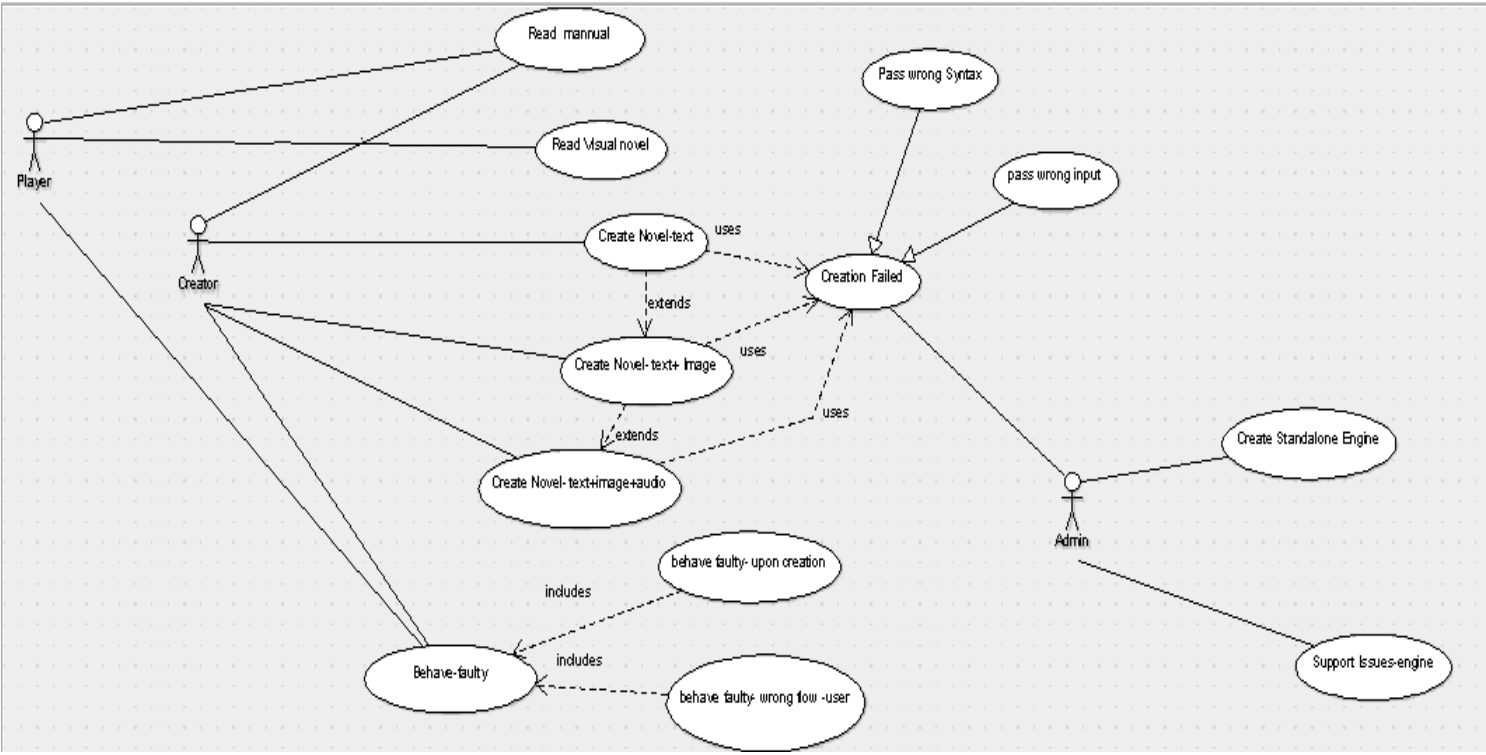 Read mannual
Pass wrong Syntax
Read Visual novel
pass wrong input
Player
Create Novel-text
uses
Creation Failed
Creator
extends
uses
Create Novel- text+ Image
uses
extends
Create Standalone Engine
Create Novel- text+image+audio
Admin
behave faulty- upon creation
includes
includes
Support Issues-engine
Behave-faulty
behave faulty- wrong flow -user